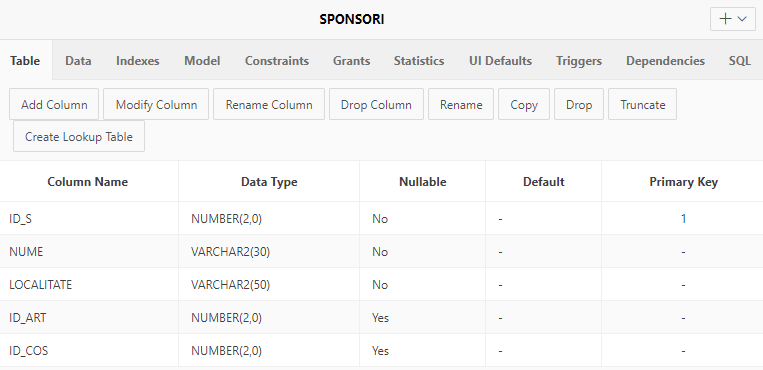 SPONSORI
Table Data Indexes Model Constraints Grants Statistics UI Defaults Triggers Dependencies SQL
Add Column Modify Column Rename Column Drop Column Rename Copy Drop Truncate
Create Lookup Table
Column Name Data Type Nullable Default Primary Key
ID_S NUMBER(2,0) No - 1
NUME VARCHAR2(30) No - -
LOCALITATE VARCHAR2(50) No - -
ID_ART NUMBER(2,0) Yes - -
ID_COS NUMBER(2,0) Yes - -